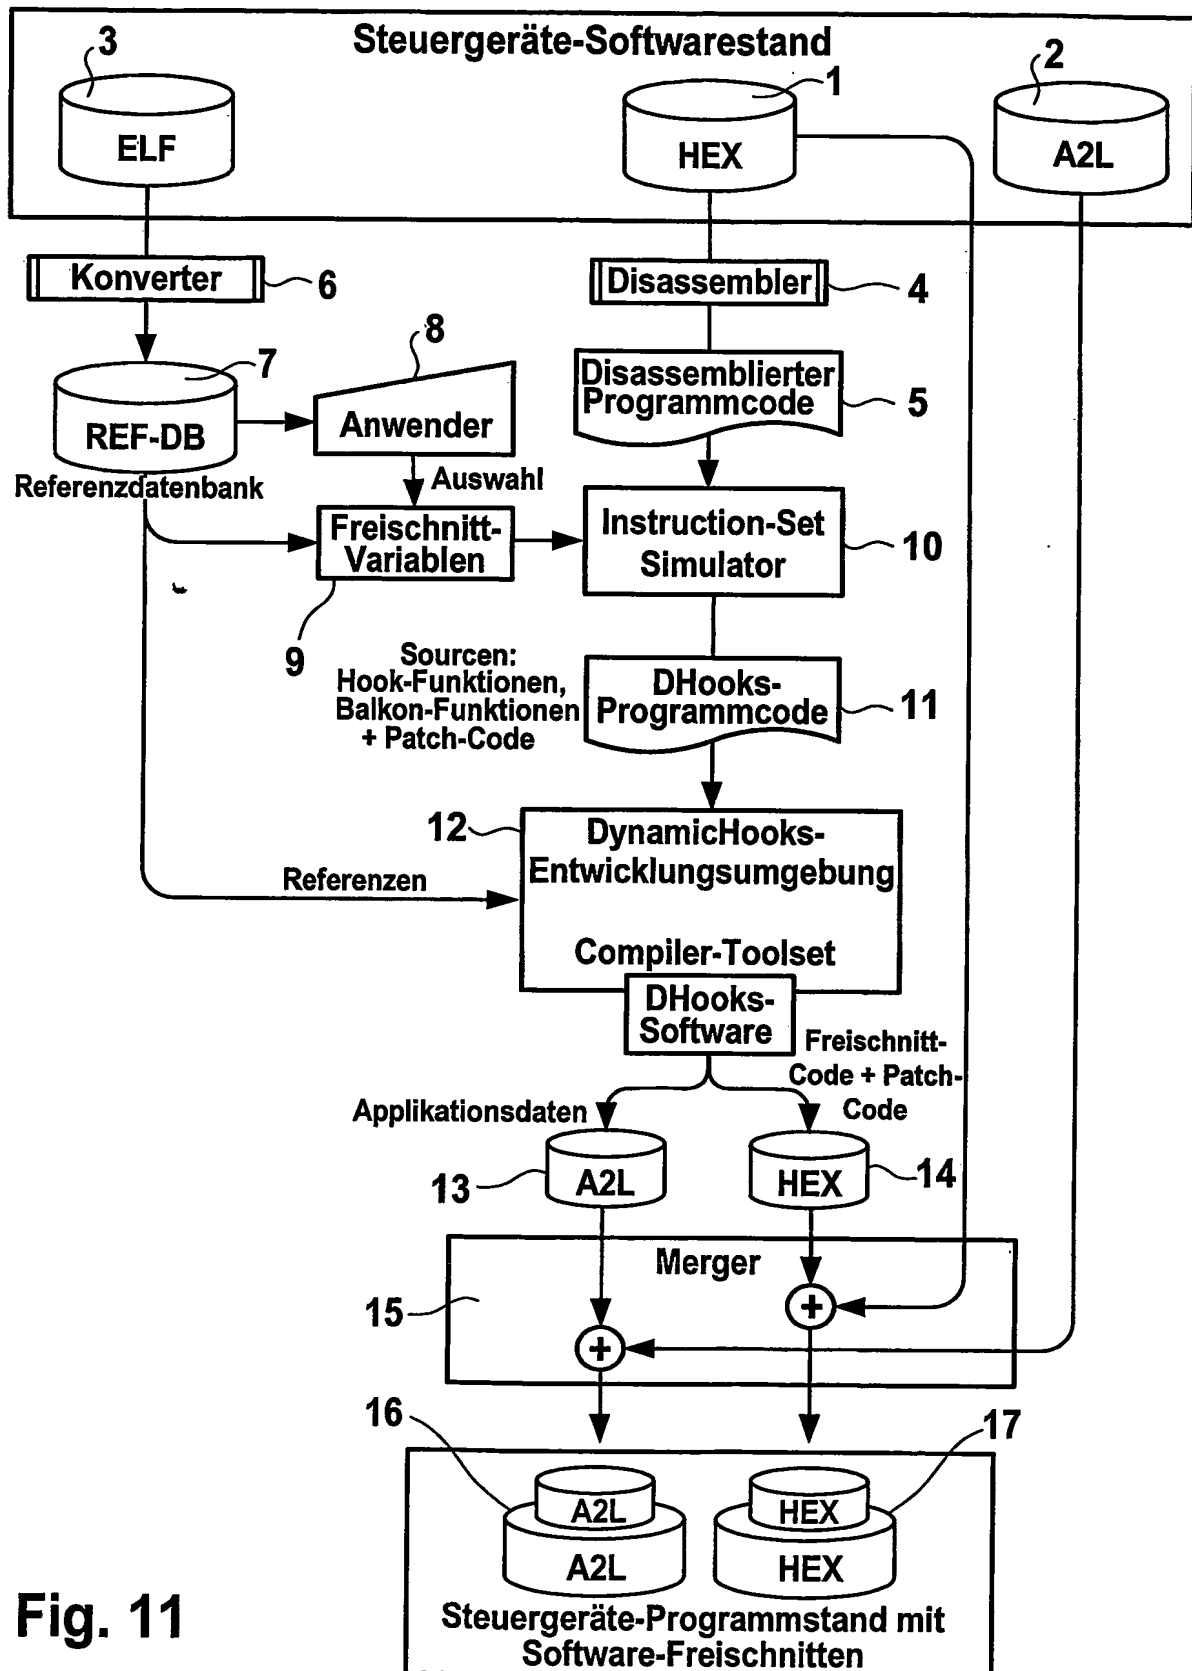 Steuergeräte-Softwarestand
3
1
2
ELF
HEX
A2L
Konverter
6
Disassembler
4
8
7
Disassemblierter
Programmcode
5
REF-DB
Anwender
Referenzdatenbank
Auswahl
Freischnitt-
Variablen
Instruction-Set
Simulator
10
9
Sourcen:
Hook-Funktionen,
Balkon-Funktionen
+ Patch-Code
DHooks-
Programmcode
11
12
DynamicHooks-
Entwicklungsumgebung
Referenzen
Compiler-Toolset
DHooks-
Software
Freischnitt-
Code + Patch-
Code
Applikationsdaten
13
A2L
HEX
14
Merger
15
+
+
16
17
A2L
HEX
A2L
HEX
Steuergeräte-Programmstand mit
Software-Freischnitten
Fig. 11